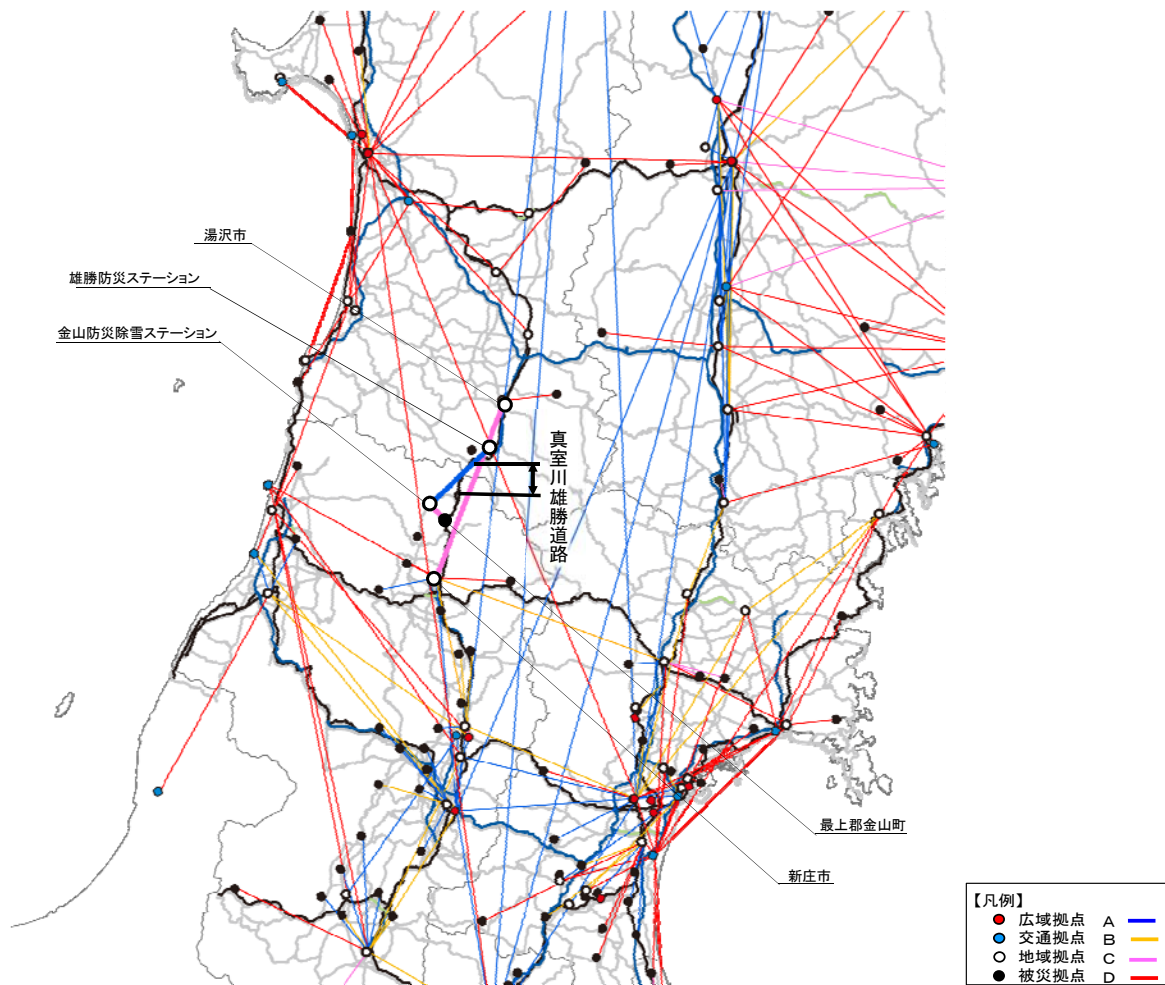 湯沢市
雄勝防災ステーション
金山防災除雪ステーション
真室川雄勝道路
最上郡金山町
新庄市
【凡例】
広域拠点 A
交通拠点 B
地域拠点 C
被災拠点 D